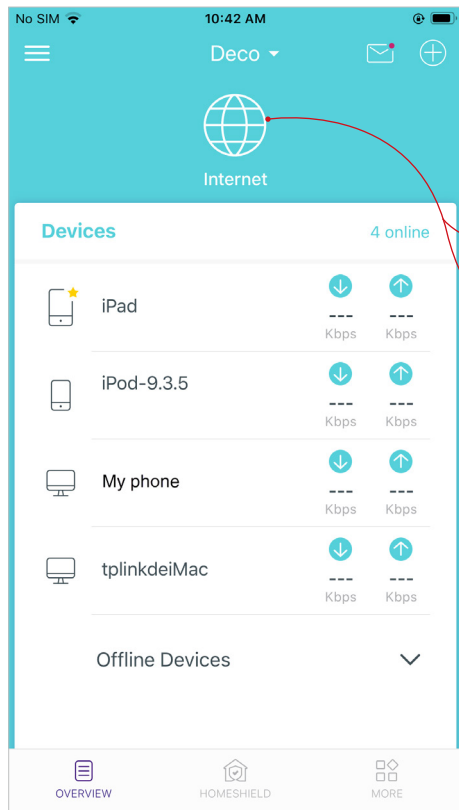 No SIM 10:42 AM
Deco
Internet
Devices 4 online
iPad
--- ---
Kbps Kbps
iPod-9.3.5
--- ---
Kbps Kbps
My phone
--- ---
Kbps Kbps
tplinkdeiMac
--- ---
Kbps Kbps
Offline Devices
OVERVIEW HOMESHIELD MORE